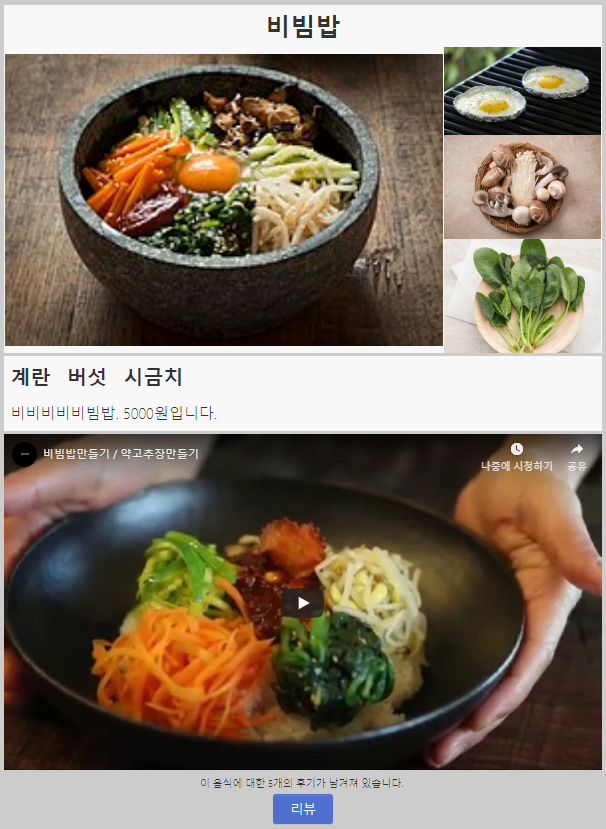 비빔밥
계란 버섯 시금치
비비비비비빔밥. 5000원입니다.
비빔밥만들기 / 약고추장만들기
나중에 시청하기 공유
이 음식에 대한 5개의 후기가 남겨져 있습니다.
리뷰